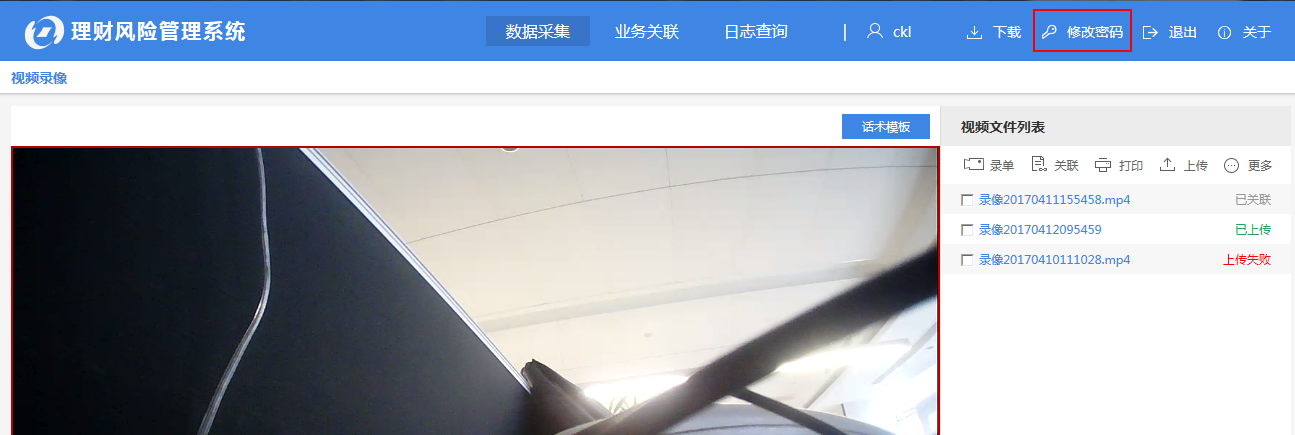 理财风险管理系统 数据采集 业务关联 日志查询 | ckl 下载 修改密码 退出 关于
视频录像
话术模板 视频文件列表
录单 关联 打印 上传 更多
录像20170411155458.mp4 已关联
录像20170412095459 已上传
录像20170410111028.mp4 上传失败